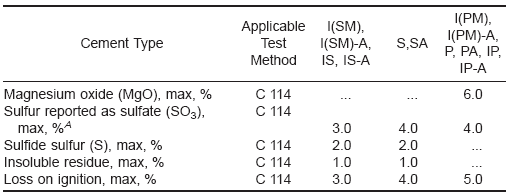 Cement Type Applicable Test Method I(SM), I(SM)-A, IS, IS-A S,SA I(PM), I(PM)-A, P, PA, IP, IP-A
Magnesium oxide (MgO), max, % C 114 ... ... 6.0
Sulfur reported as sulfate (SO₃), C 114
max, %ᴬ 3.0 4.0 4.0
Sulfide sulfur (S), max, % C 114 2.0 2.0 ...
Insoluble residue, max, % C 114 1.0 1.0 ...
Loss on ignition, max, % C 114 3.0 4.0 5.0